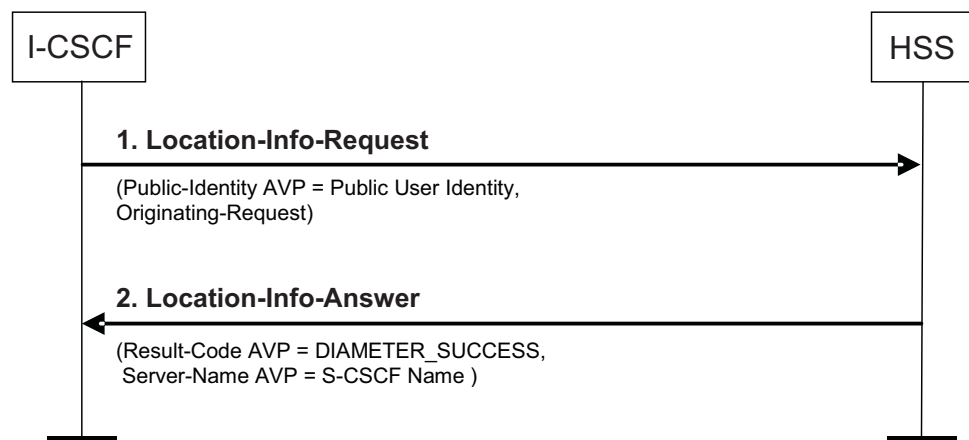 I-CSCF
HSS
1. Location-Info-Request
(Public-Identity AVP = Public User Identity,
Originating-Request)
2. Location-Info-Answer
(Result-Code AVP = DIAMETER_SUCCESS,
Server-Name AVP = S-CSCF Name )